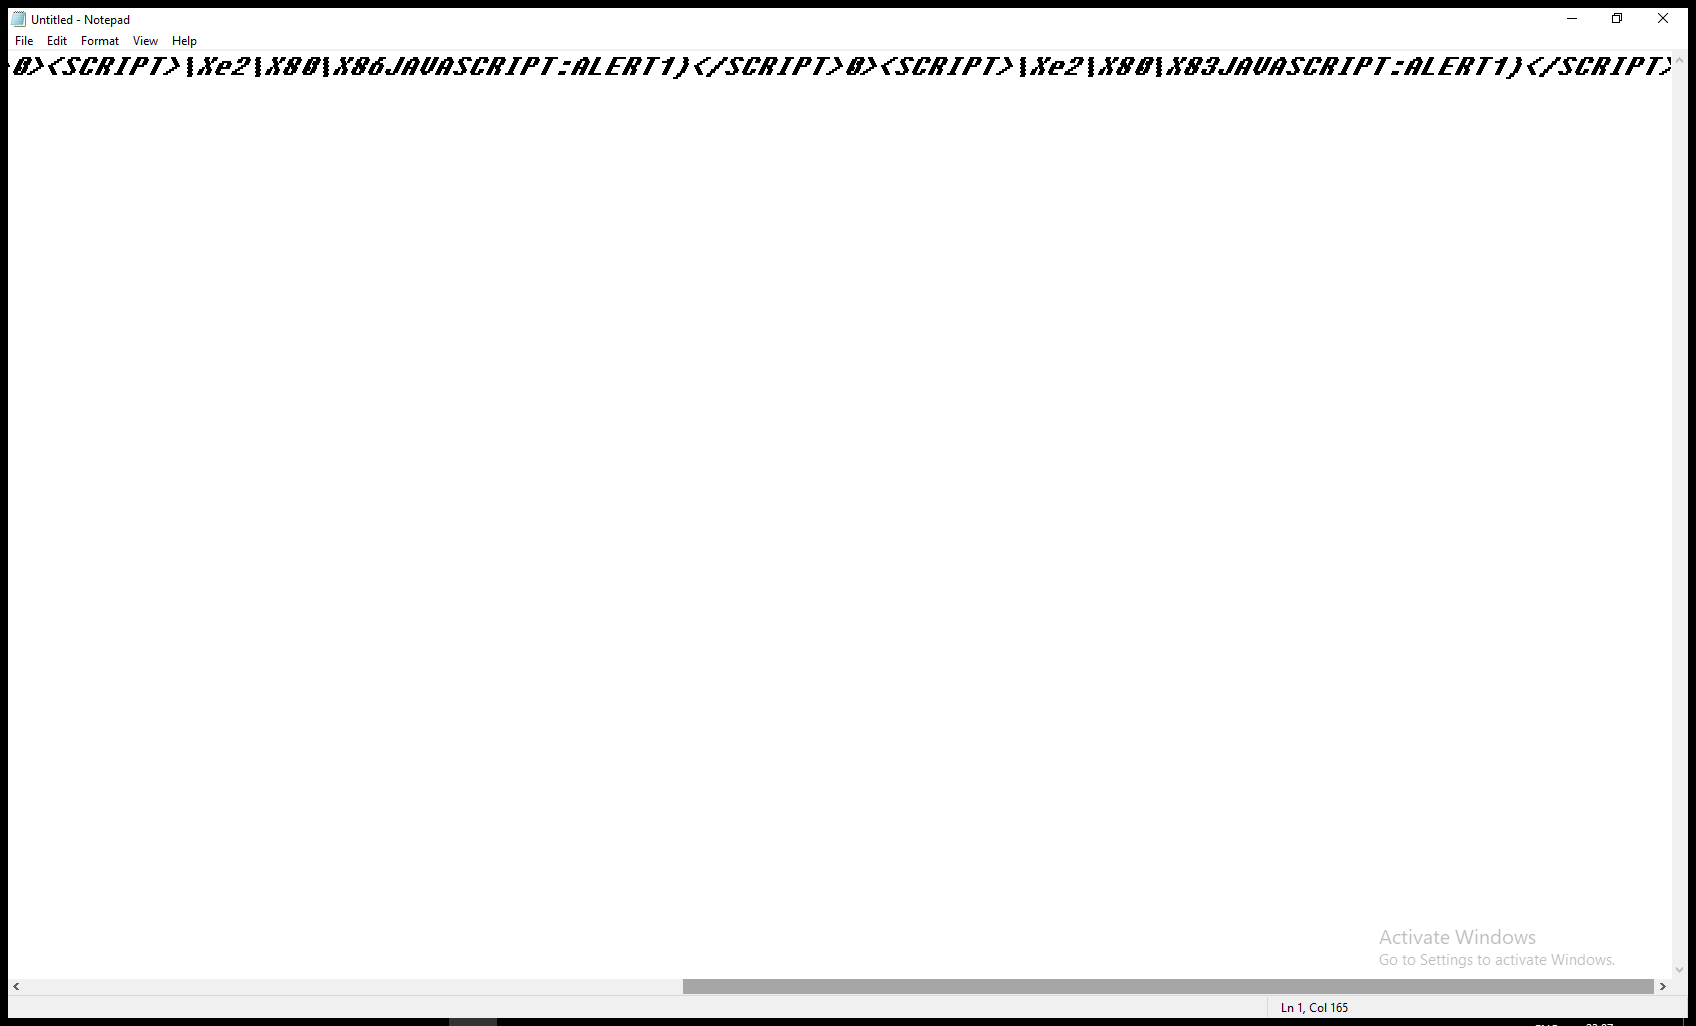 Untitled - Notepad
File Edit Format View Help
0><SCRIPT>\Xe2\X80\X86JAVASCRIPT:ALERT1)</SCRIPT>0><SCRIPT>\Xe2\X80\X83JAVASCRIPT:ALERT1)</SCRIPT>
Activate Windows
Go to Settings to activate Windows.
Ln 1, Col 165